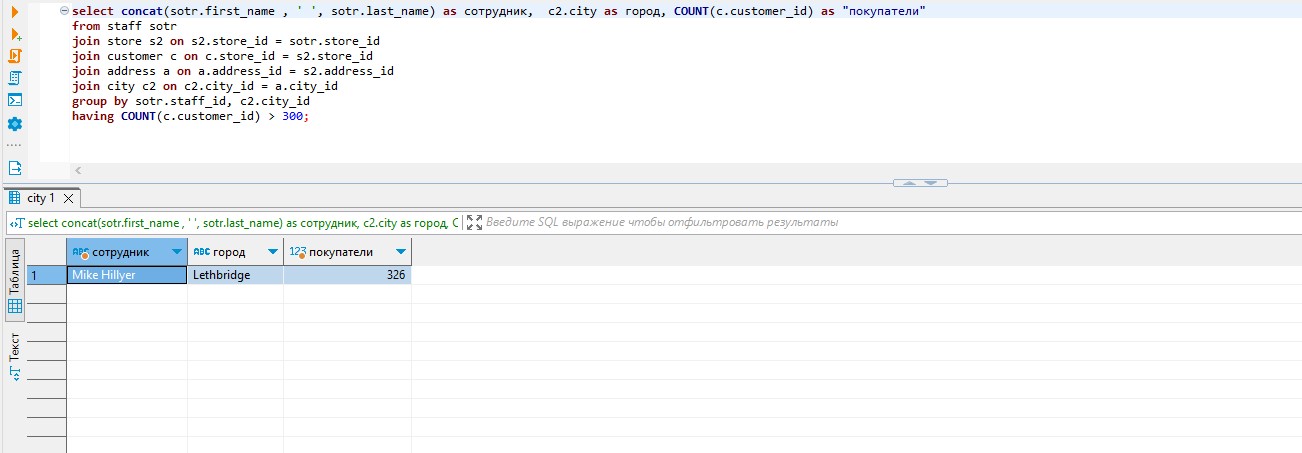 select concat(sotr.first_name , ' ', sotr.last_name) as сотрудник,  c2.city as город, COUNT(c.customer_id) as "покупатели"
from staff sotr
join store s2 on s2.store_id = sotr.store_id
join customer c on c.store_id = s2.store_id
join address a on a.address_id = s2.address_id
join city c2 on c2.city_id = a.city_id
group by sotr.staff_id, c2.city_id
having COUNT(c.customer_id) > 300;
city 1
select concat(sotr.first_name , ' ', sotr.last_name) as сотрудник, c2.city as город, C
Введите SQL выражение чтобы отфильтровать результаты
Таблица
Текст
ABC сотрудник ABC город 123 покупатели
1 Mike Hillyer Lethbridge 326